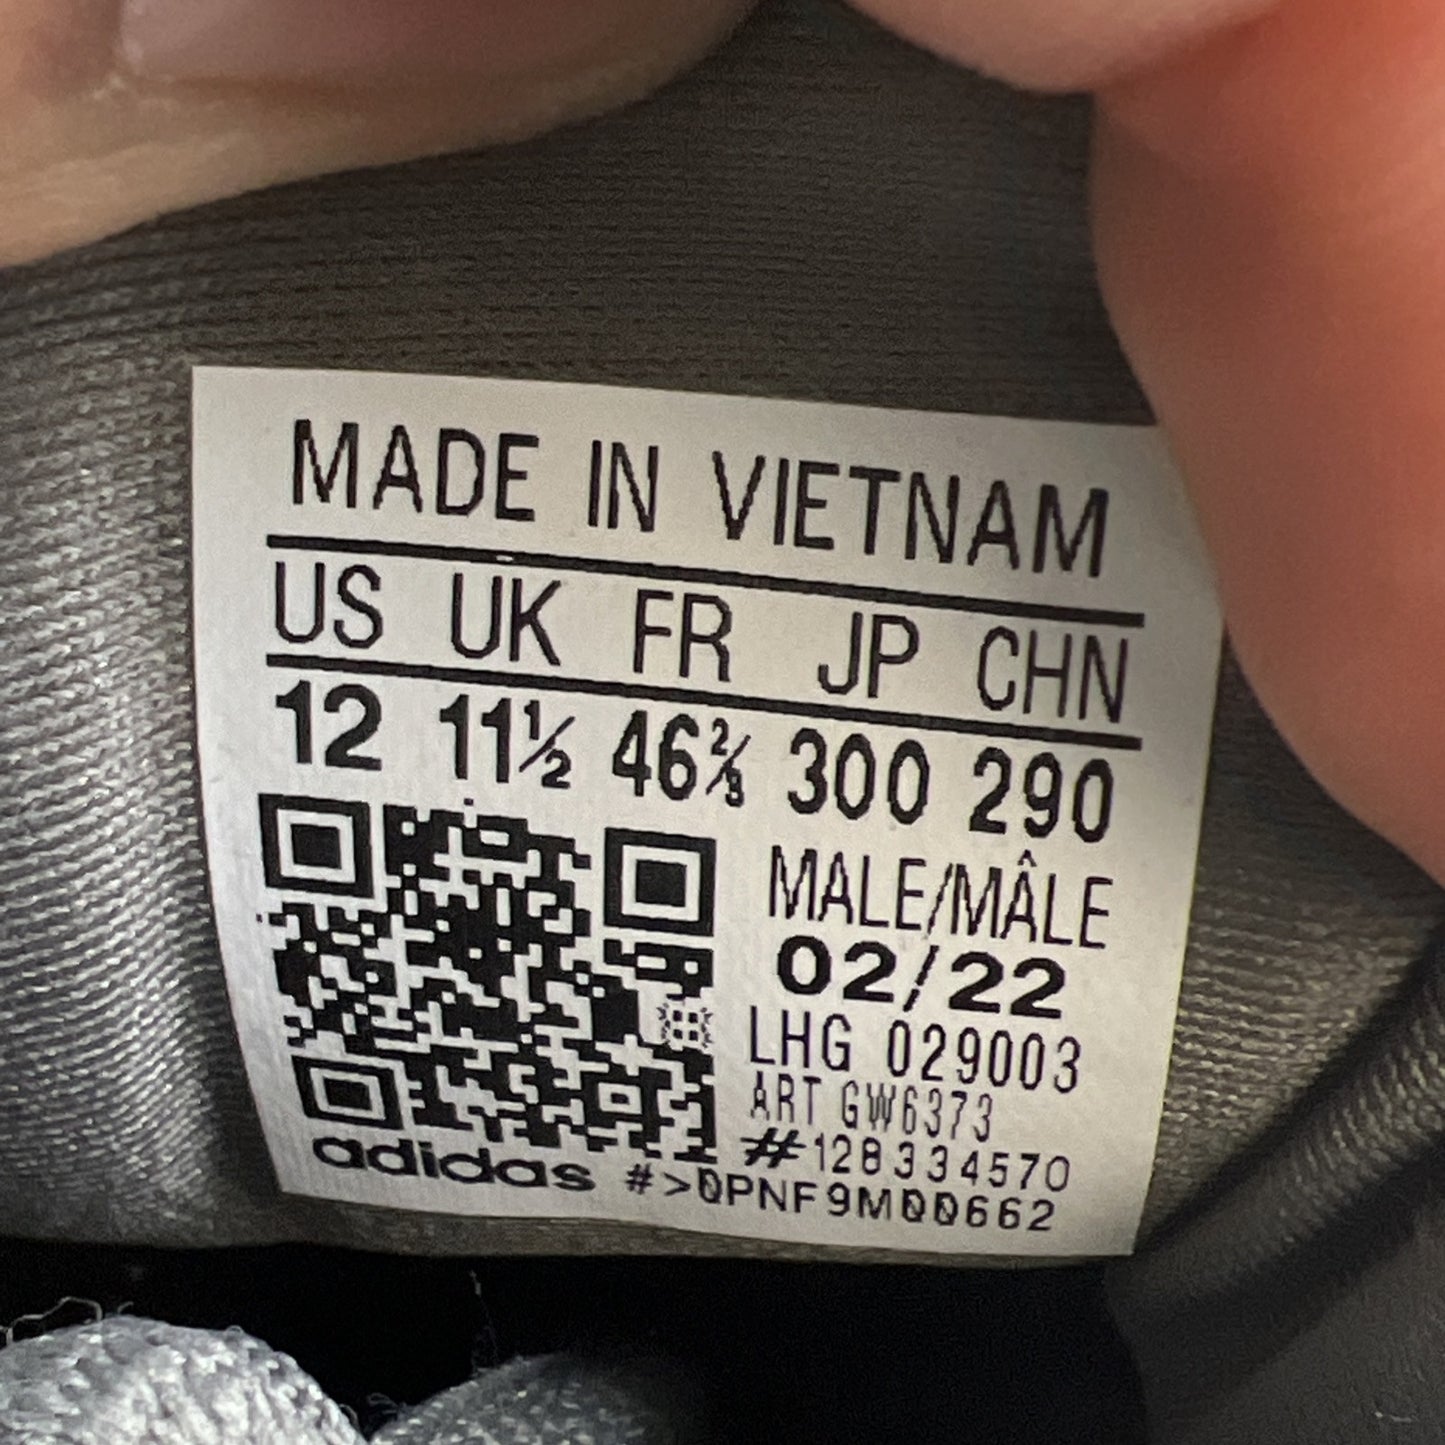 MADE IN VIETNAM
US UK FR JP CHN
12 11½ 46⅔ 300 290
MALE/MÂLE
02/22
LHG 029003
ART GW6373
#128334570
adidas #>0PNF9M00662